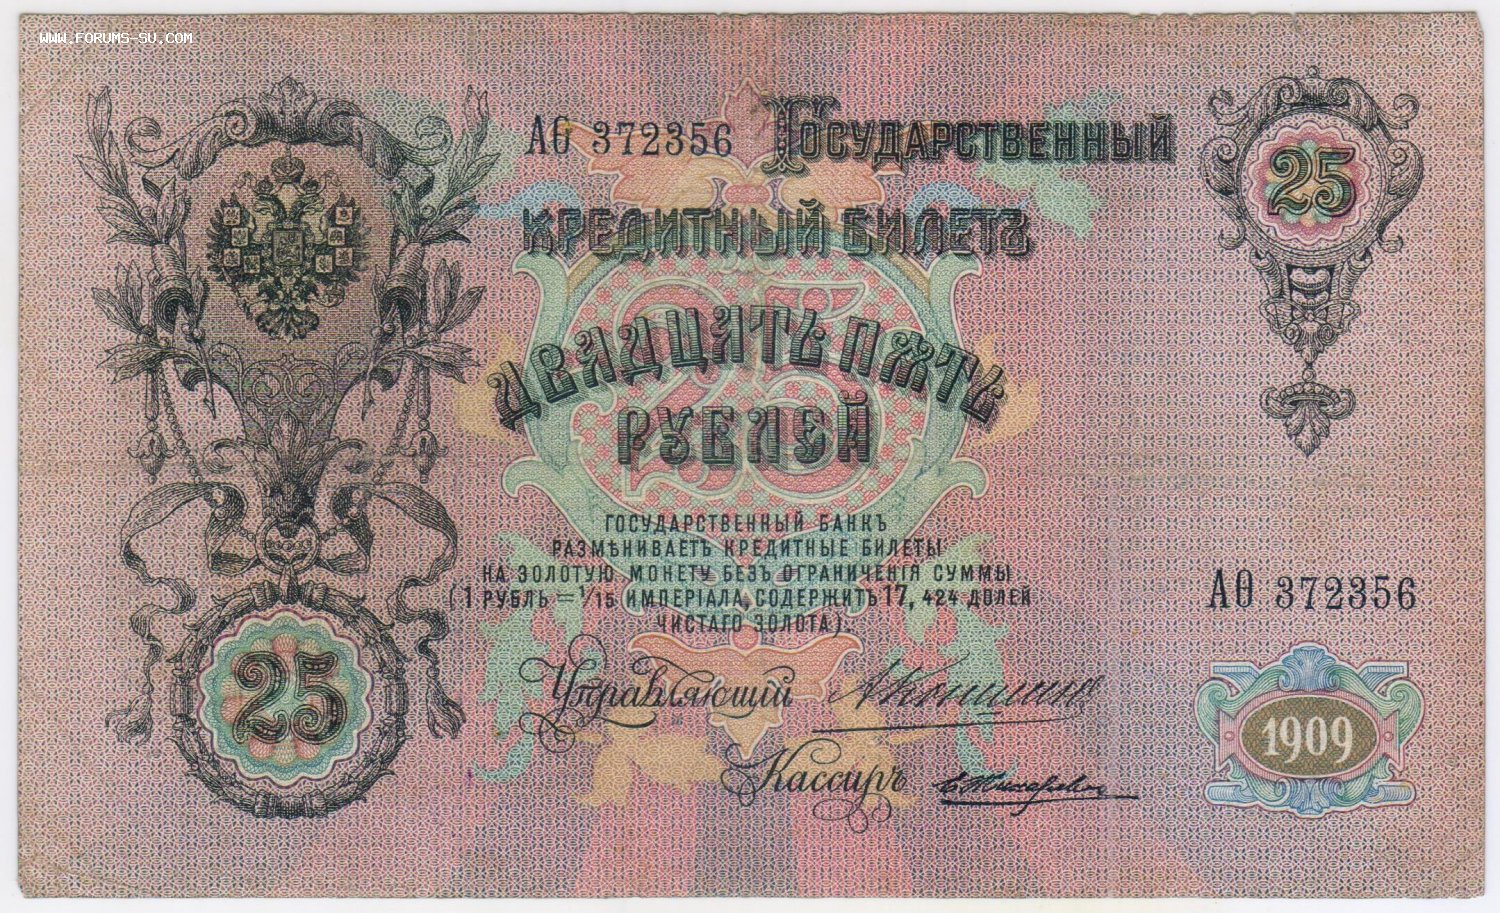 WWW.FORUMS-SU.COM
АѲ 372356 ГОСУДАРСТВЕННЫЙ
КРЕДИТНЫЙ БИЛЕТЪ
25
25
ДВАДЦАТЬ ПЯТЬ
РУБЛЕЙ
ГОСУДАРСТВЕННЫЙ БАНКЪ
РАЗМѢНИВАЕТЪ КРЕДИТНЫЕ БИЛЕТЫ
НА ЗОЛОТУЮ МОНЕТУ БЕЗЪ ОГРАНИЧЕНІЯ СУММЫ
(1 РУБЛЬ = 1/15 ИМПЕРІАЛА, СОДЕРЖИТЪ 17, 424 ДОЛЕЙ
ЧИСТАГО ЗОЛОТА).
АѲ 372356
Управляющий
Кассиръ
25
1909